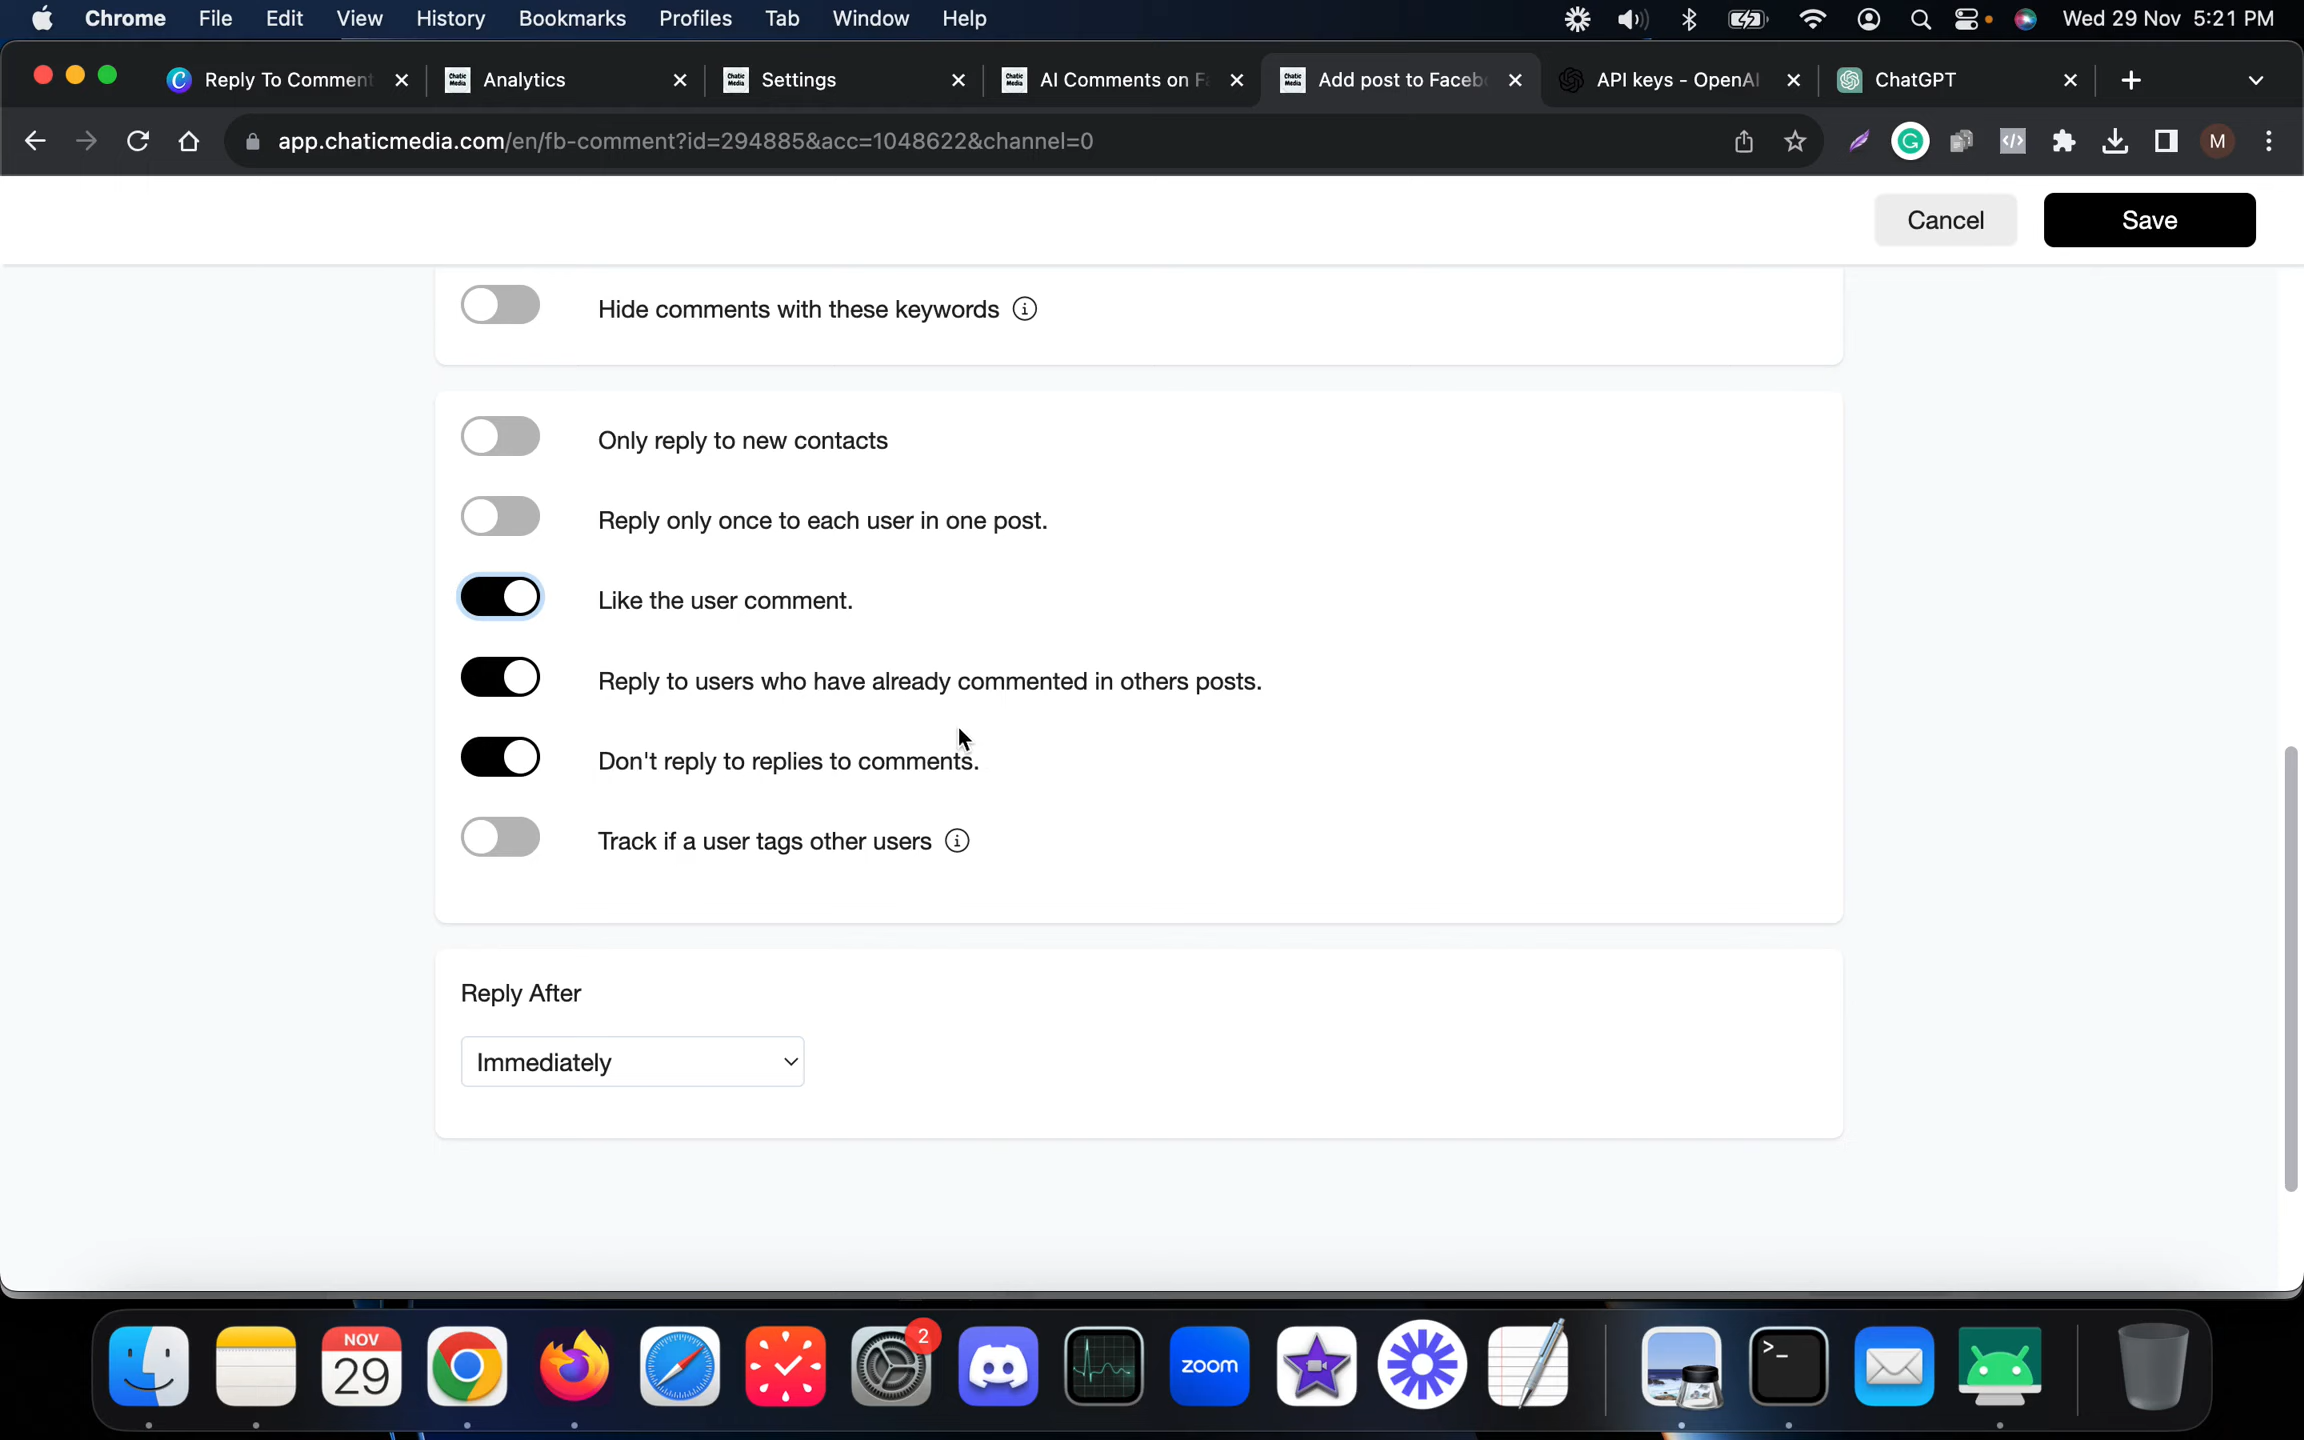 Chrome File Edit View History Bookmarks Profiles Tab Window Help Wed 29 Nov 5:21 PM
Reply To Comment Analytics Settings AI Comments on F Add post to Faceb API keys - OpenAI ChatGPT
app.chaticmedia.com/en/fb-comment?id=294885&acc=1048622&channel=0 M
Cancel Save
Hide comments with these keywords
Only reply to new contacts
Reply only once to each user in one post.
Like the user comment.
Reply to users who have already commented in others posts.
Don't reply to replies to comments.
Track if a user tags other users
Reply After
Immediately
NOV
29
2
zoom